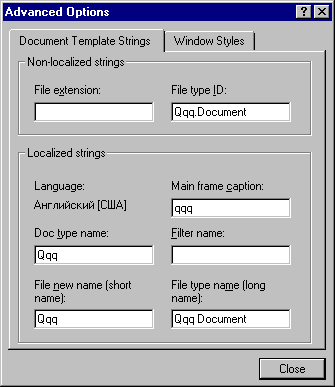 Advanced Options
Document Template Strings
Window Styles
Non-localized strings
File extension:
File type ID:
Qqq.Document
Localized strings
Language:
Main frame caption:
Английский [США]
qqq
Doc type name:
Filter name:
Qqq
File new name (short
name):
File type name (long
name):
Qqq
Qqq Document
Close